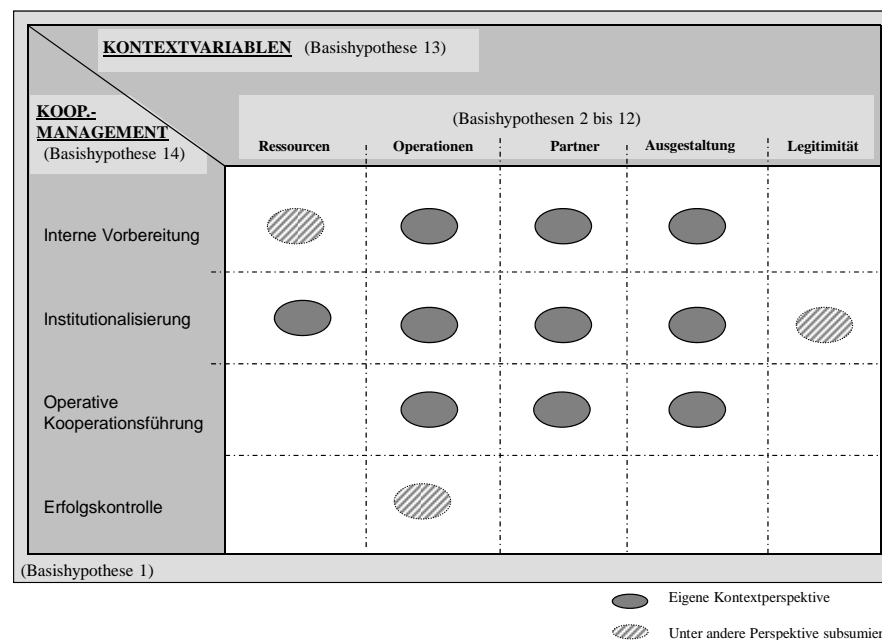 KONTEXTVARIABLEN (Basishypothese 13)
KOOP.-
MANAGEMENT
(Basishypothese 14)
(Basishypothesen 2 bis 12)
Ressourcen Operationen Partner Ausgestaltung Legitimität
Interne Vorbereitung
Institutionalisierung
Operative
Kooperationsführung
Erfolgskontrolle
(Basishypothese 1)
Eigene Kontextperspektive
Unter andere Perspektive subsumier